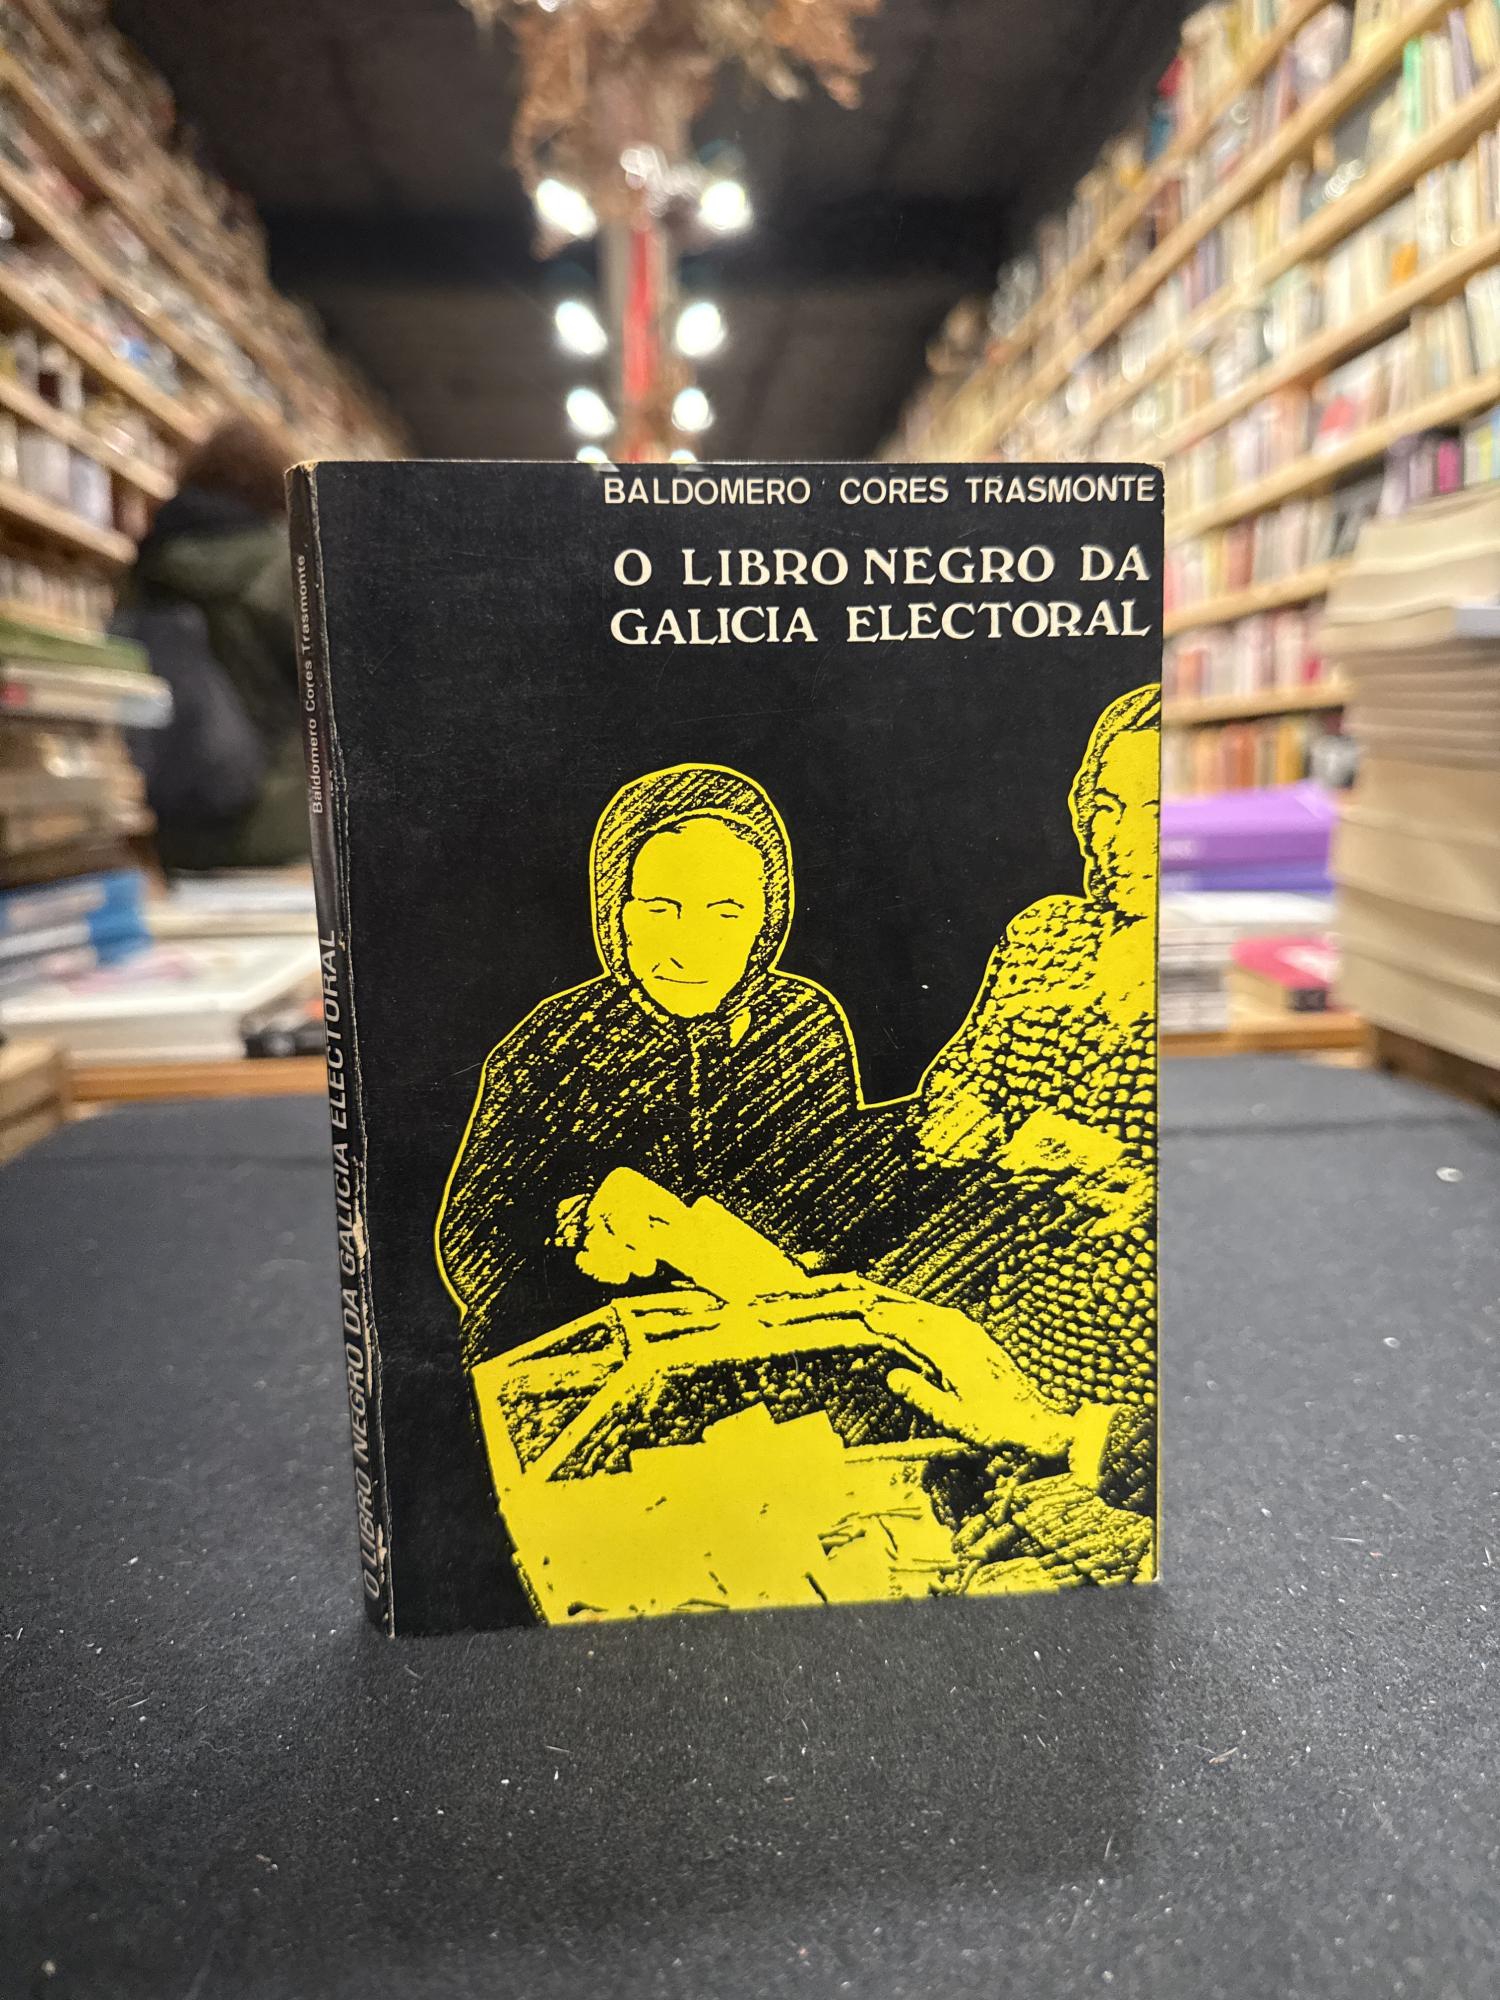 BALDOMERO CORES TRASMONTE
O LIBRO NEGRO DA
GALICIA ELECTORAL
Baldomero Cores Trasmonte
O LIBRO NEGRO DA GALICIA ELECTORAL